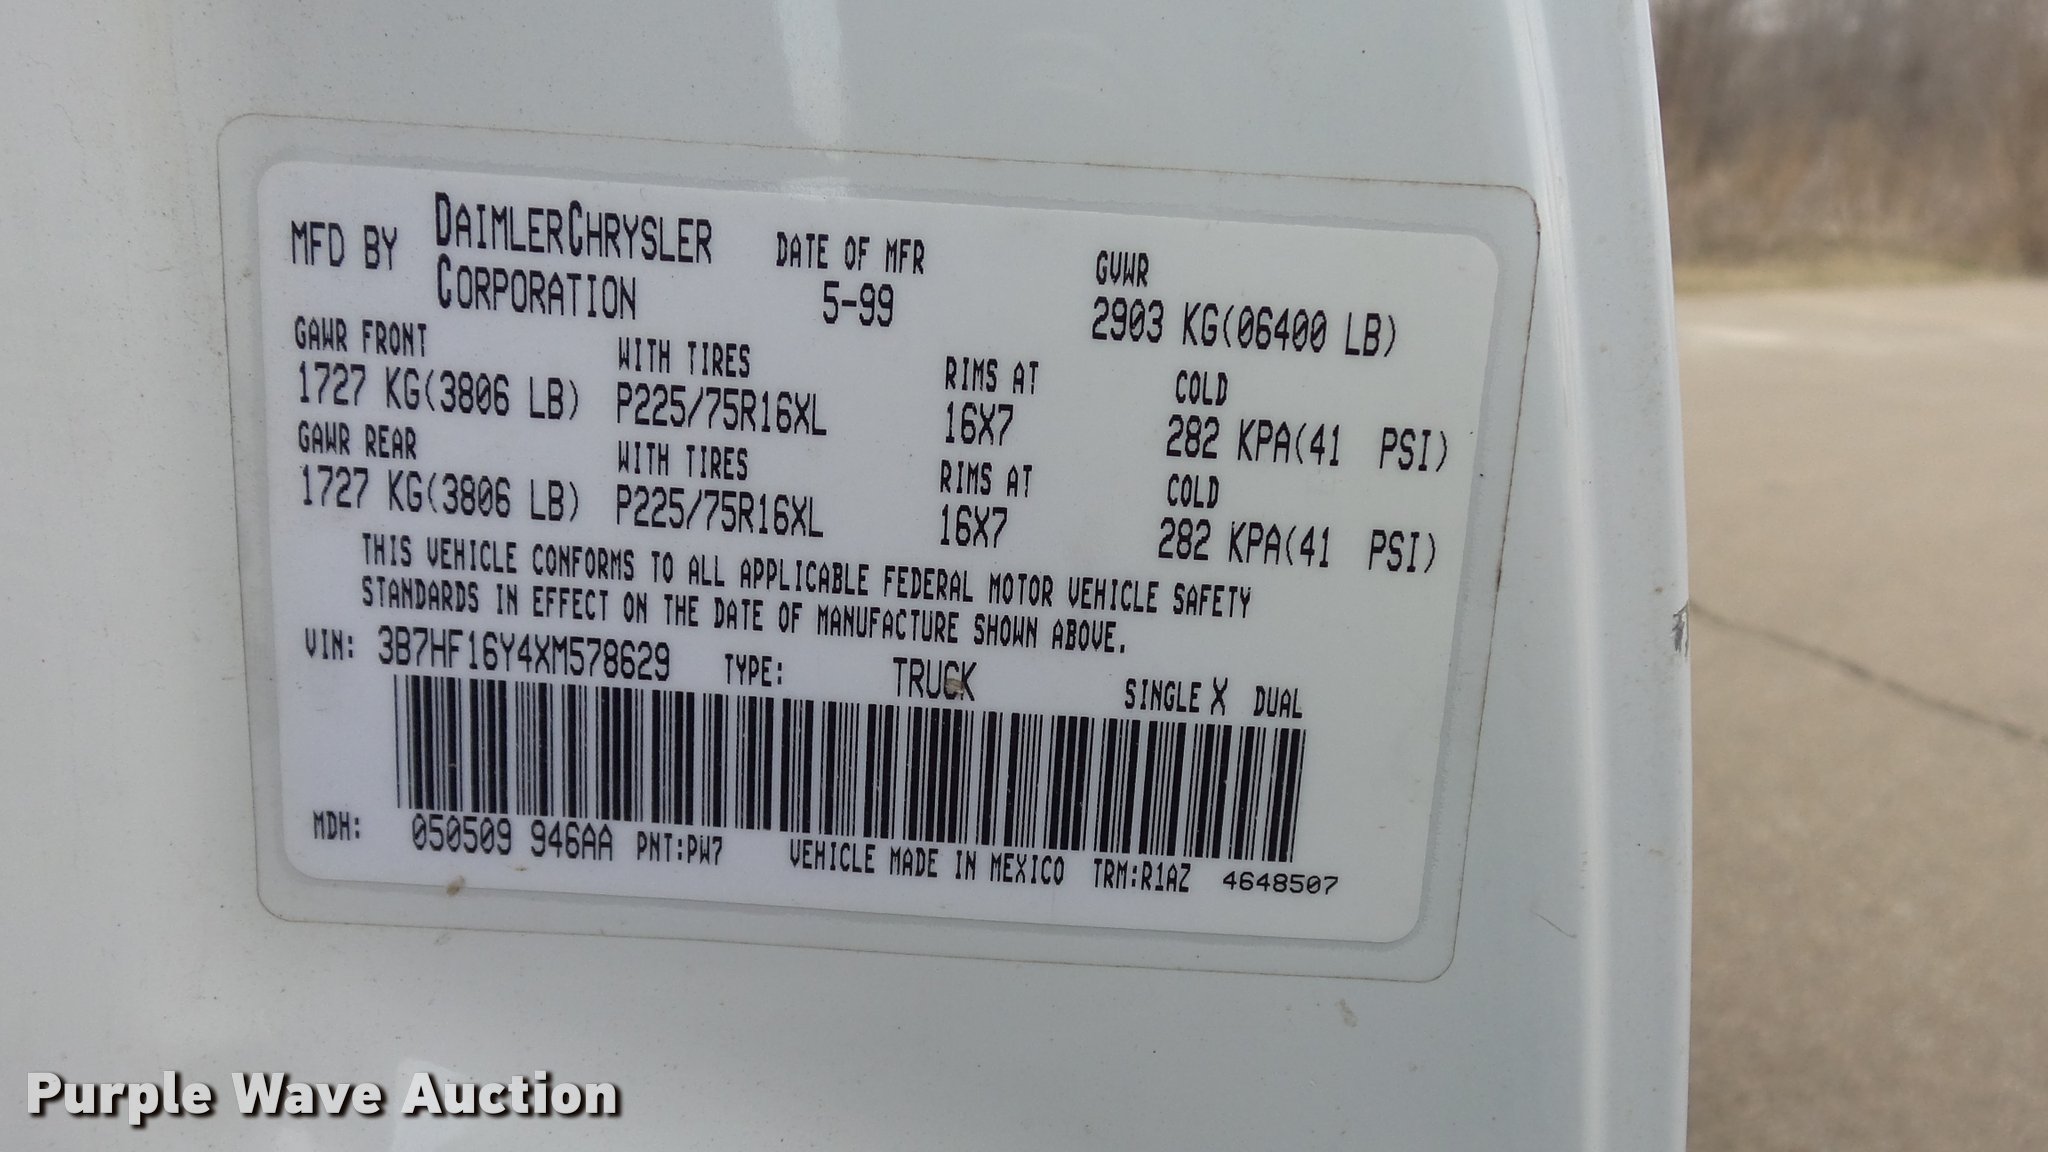 MFD BY DAIMLERCHRYSLER CORPORATION DATE OF MFR 5-99 GVWR 2903 KG(06400 LB)
GAWR FRONT WITH TIRES RIMS AT COLD
1727 KG(3806 LB) P225/75R16XL 16X7 282 KPA(41 PSI)
GAWR REAR WITH TIRES RIMS AT COLD
1727 KG(3806 LB) P225/75R16XL 16X7 282 KPA(41 PSI)
THIS VEHICLE CONFORMS TO ALL APPLICABLE FEDERAL MOTOR VEHICLE SAFETY
STANDARDS IN EFFECT ON THE DATE OF MANUFACTURE SHOWN ABOVE.
VIN: 3B7HF16Y4XM578629 TYPE: TRUCK SINGLE X DUAL
MDH: 050509 946AA PNT:PW7 VEHICLE MADE IN MEXICO TRM:R1AZ 4648507
Purple Wave Auction